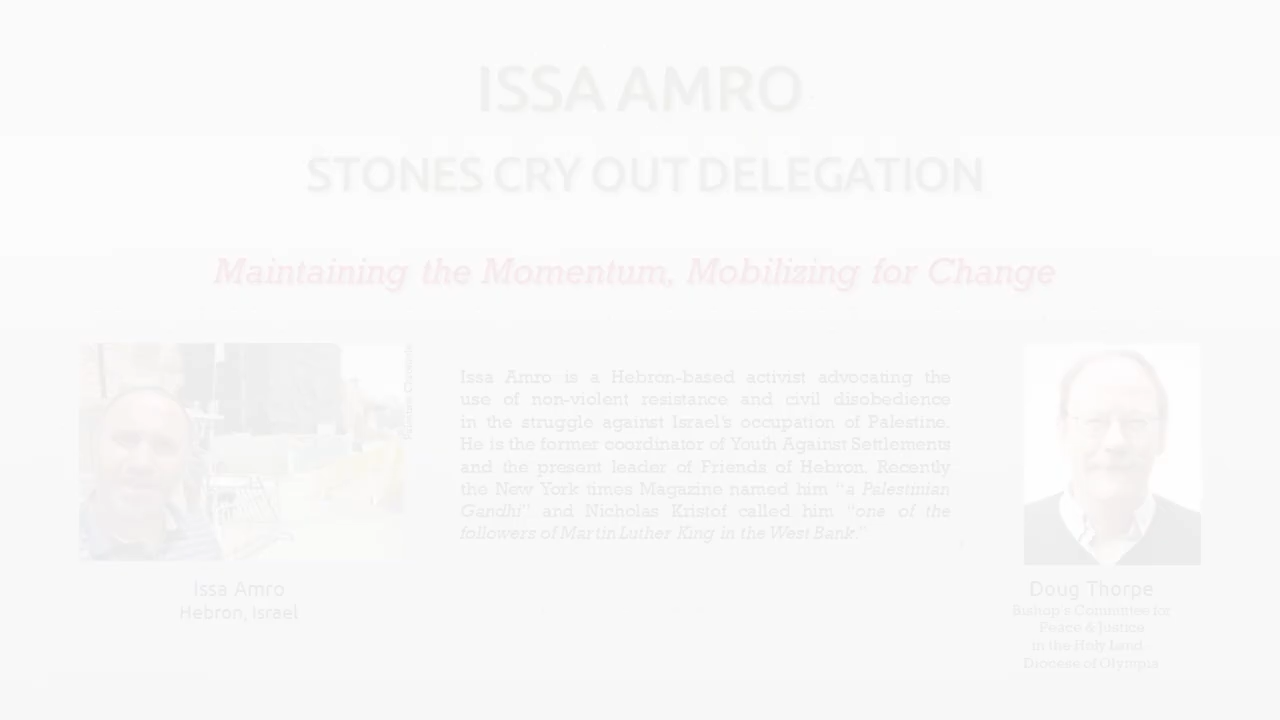 ISSA AMRO
STONES CRY OUT DELEGATION
Maintaining the Momentum, Mobilizing for Change
Issa Amro is a Hebron-based activist advocating the
use of non-violent resistance and civil disobedience
in the struggle against Israel's occupation of Palestine.
He is the former coordinator of Youth Against Settlements
and the present leader of Friends of Hebron. Recently
the New York times Magazine named him "a Palestinian
Gandhi" and Nicholas Kristof called him "one of the
followers of Martin Luther King in the West Bank."
Issa Amro
Hebron, Israel
Doug Thorpe
Bishop's Committee for
Peace & Justice
in the Holy Land
Diocese of Olympia